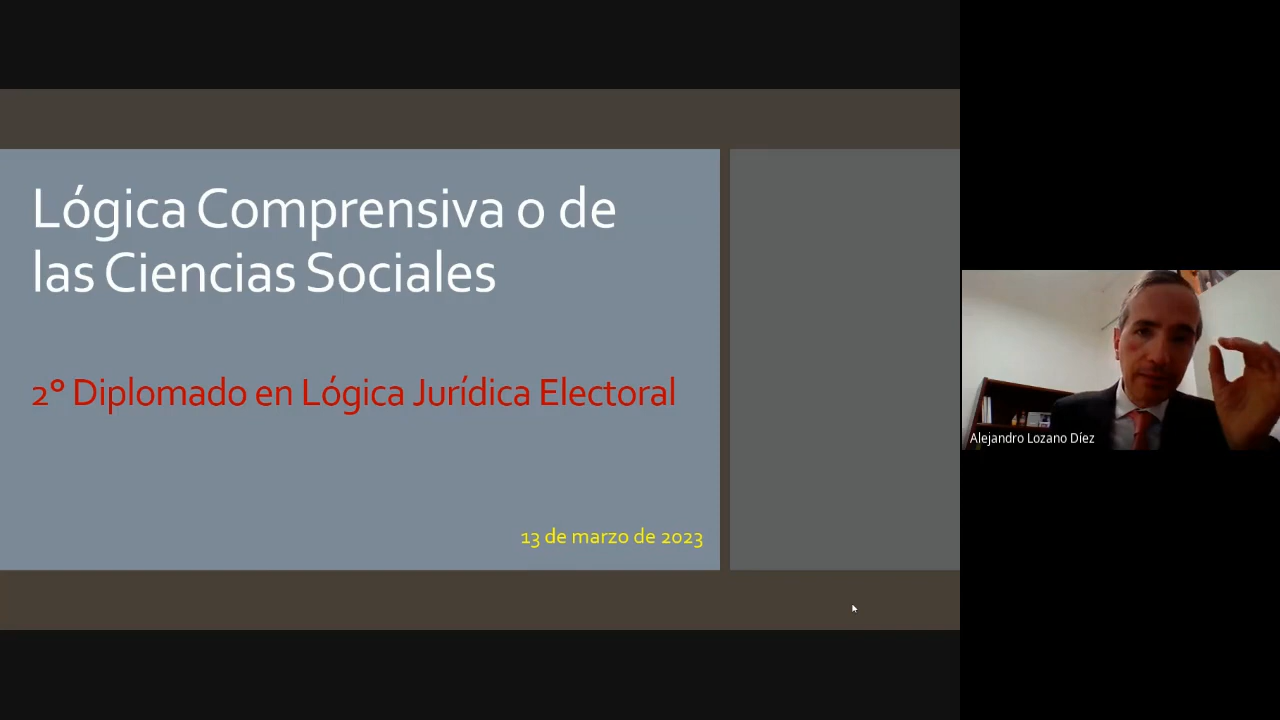 Lógica Comprensiva o de
las Ciencias Sociales
2º Diplomado en Lógica Jurídica Electoral
13 de marzo de 2023
Alejandro Lozano Díez